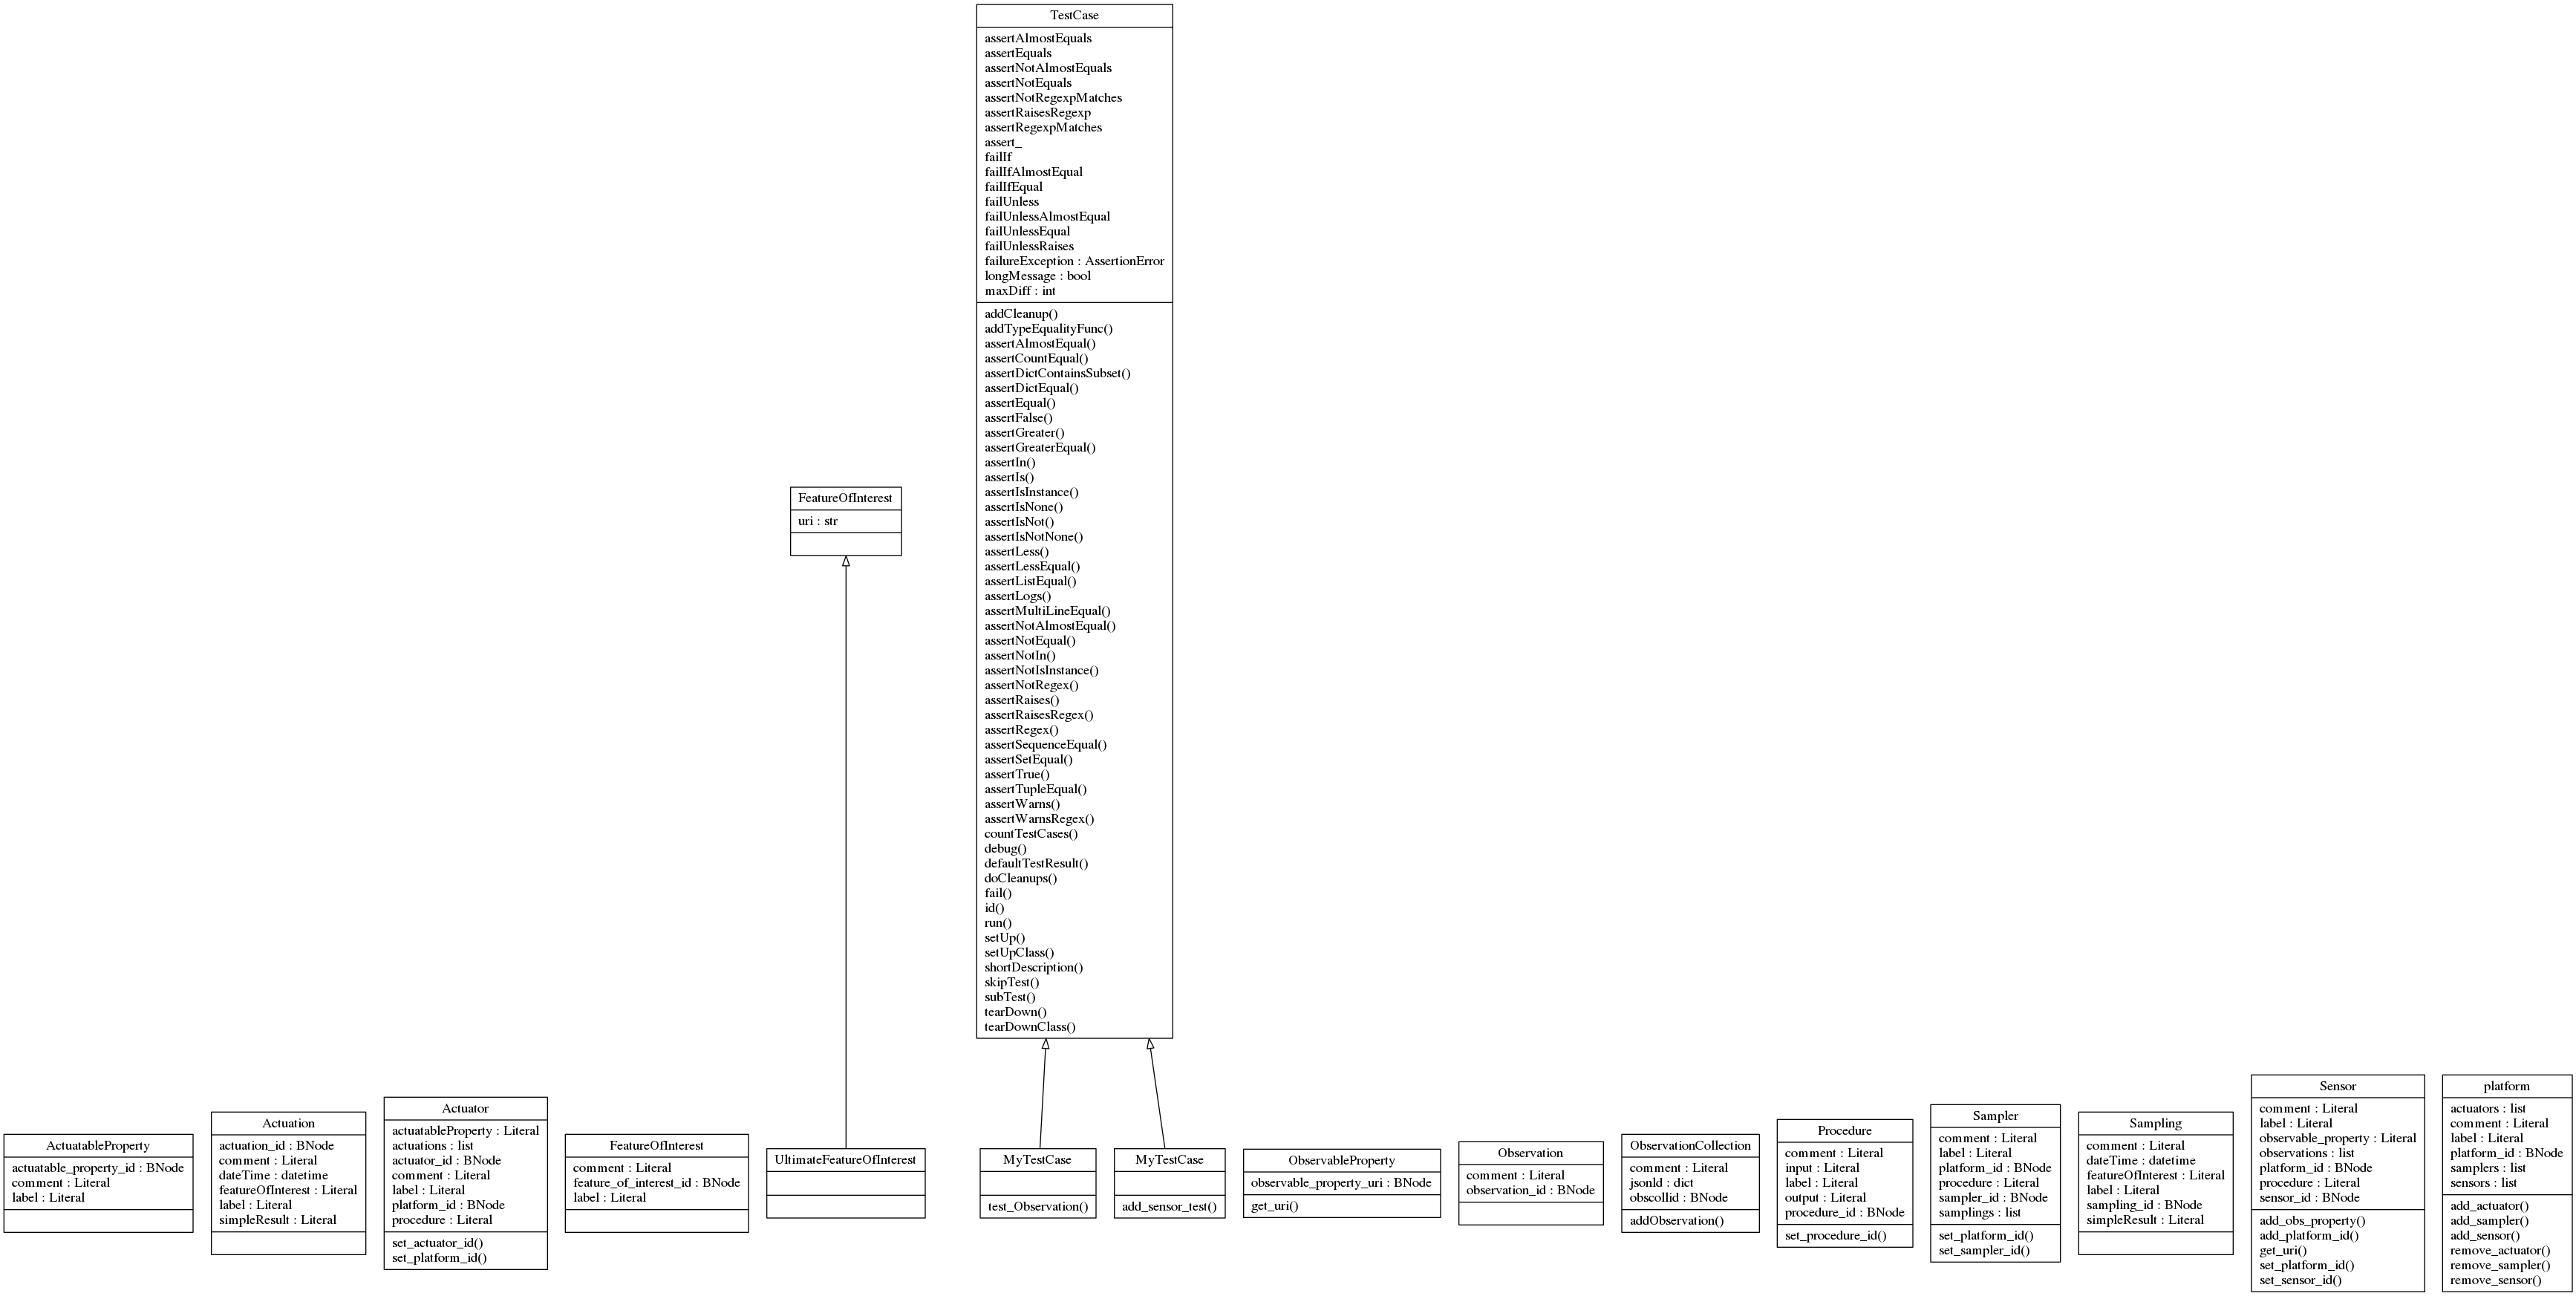 TestCase
assertAlmostEquals
assertEquals
assertNotAlmostEquals
assertNotEquals
assertNotRegexpMatches
assertRaisesRegexp
assertRegexpMatches
assert_
failIf
failIfAlmostEqual
failIfEqual
failUnless
failUnlessAlmostEqual
failUnlessEqual
failUnlessRaises
failureException : AssertionError
longMessage : bool
maxDiff : int
addCleanup()
addTypeEqualityFunc()
assertAlmostEqual()
assertCountEqual()
assertDictContainsSubset()
assertDictEqual()
assertEqual()
assertFalse()
assertGreater()
assertGreaterEqual()
assertIn()
assertIs()
assertIsInstance()
assertIsNone()
assertIsNot()
assertIsNotNone()
assertLess()
assertLessEqual()
assertListEqual()
assertLogs()
assertMultiLineEqual()
assertNotAlmostEqual()
assertNotEqual()
assertNotIn()
assertNotIsInstance()
assertNotRegex()
assertRaises()
assertRaisesRegex()
assertRegex()
assertSequenceEqual()
assertSetEqual()
assertTrue()
assertTupleEqual()
assertWarns()
assertWarnsRegex()
countTestCases()
debug()
defaultTestResult()
doCleanups()
fail()
id()
run()
setUp()
setUpClass()
shortDescription()
skipTest()
subTest()
tearDown()
tearDownClass()
FeatureOfInterest
uri : str
ActuatableProperty
actuatable_property_id : BNode
comment : Literal
label : Literal
Actuation
actuation_id : BNode
comment : Literal
dateTime : datetime
featureOfInterest : Literal
label : Literal
simpleResult : Literal
Actuator
actuatableProperty : Literal
actuations : list
actuator_id : BNode
comment : Literal
label : Literal
platform_id : BNode
procedure : Literal
set_actuator_id()
set_platform_id()
FeatureOfInterest
comment : Literal
feature_of_interest_id : BNode
label : Literal
UltimateFeatureOfInterest
MyTestCase
test_Observation()
MyTestCase
add_sensor_test()
ObservableProperty
observable_property_uri : BNode
get_uri()
Observation
comment : Literal
observation_id : BNode
ObservationCollection
comment : Literal
jsonld : dict
obscollid : BNode
addObservation()
Procedure
comment : Literal
input : Literal
label : Literal
output : Literal
procedure_id : BNode
set_procedure_id()
Sampler
comment : Literal
label : Literal
platform_id : BNode
procedure : Literal
sampler_id : BNode
samplings : list
set_platform_id()
set_sampler_id()
Sampling
comment : Literal
dateTime : datetime
featureOfInterest : Literal
label : Literal
sampling_id : BNode
simpleResult : Literal
Sensor
comment : Literal
label : Literal
observable_property : Literal
observations : list
platform_id : BNode
procedure : Literal
sensor_id : BNode
add_obs_property()
add_platform_id()
get_uri()
set_platform_id()
set_sensor_id()
platform
actuators : list
comment : Literal
label : Literal
platform_id : BNode
samplers : list
sensors : list
add_actuator()
add_sampler()
add_sensor()
remove_actuator()
remove_sampler()
remove_sensor()